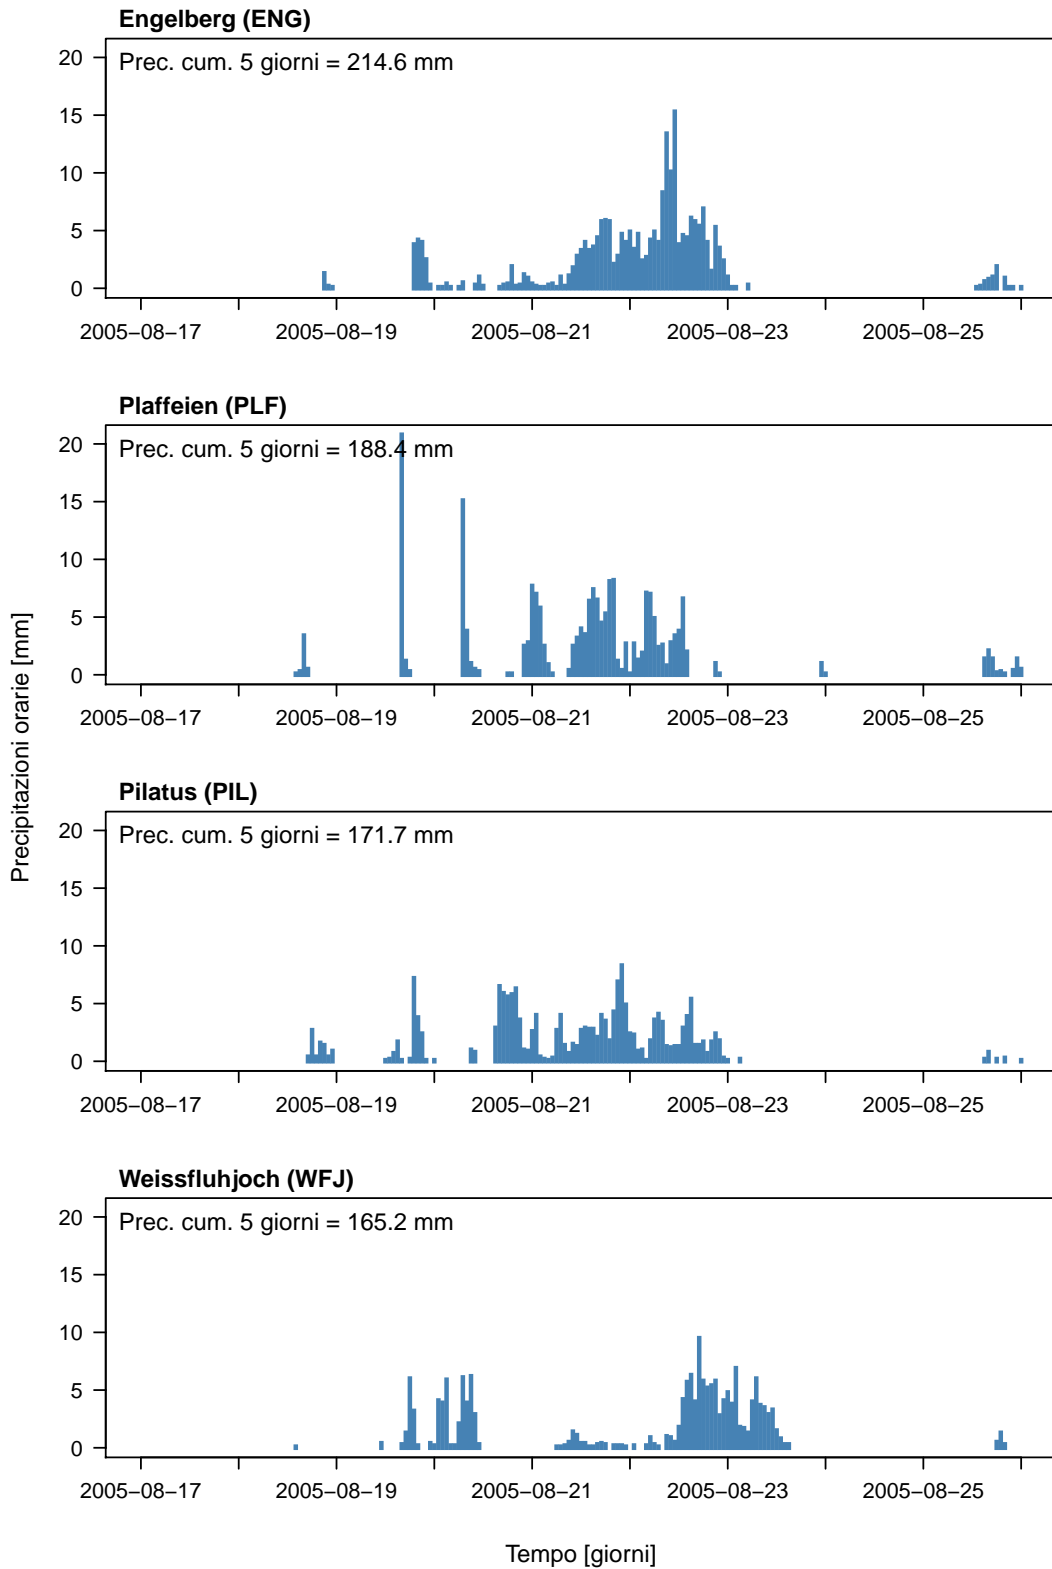 Engelberg (ENG)
Prec. cum. 5 giorni = 214.6 mm
20
15
10
5
0
2005−08−17 2005−08−19 2005−08−21 2005−08−23 2005−08−25
Plaffeien (PLF)
Prec. cum. 5 giorni = 188.4 mm
20
15
10
5
0
2005−08−17 2005−08−19 2005−08−21 2005−08−23 2005−08−25
Precipitazioni orarie [mm]
Pilatus (PIL)
Prec. cum. 5 giorni = 171.7 mm
20
15
10
5
0
2005−08−17 2005−08−19 2005−08−21 2005−08−23 2005−08−25
Weissfluhjoch (WFJ)
Prec. cum. 5 giorni = 165.2 mm
20
15
10
5
0
2005−08−17 2005−08−19 2005−08−21 2005−08−23 2005−08−25
Tempo [giorni]